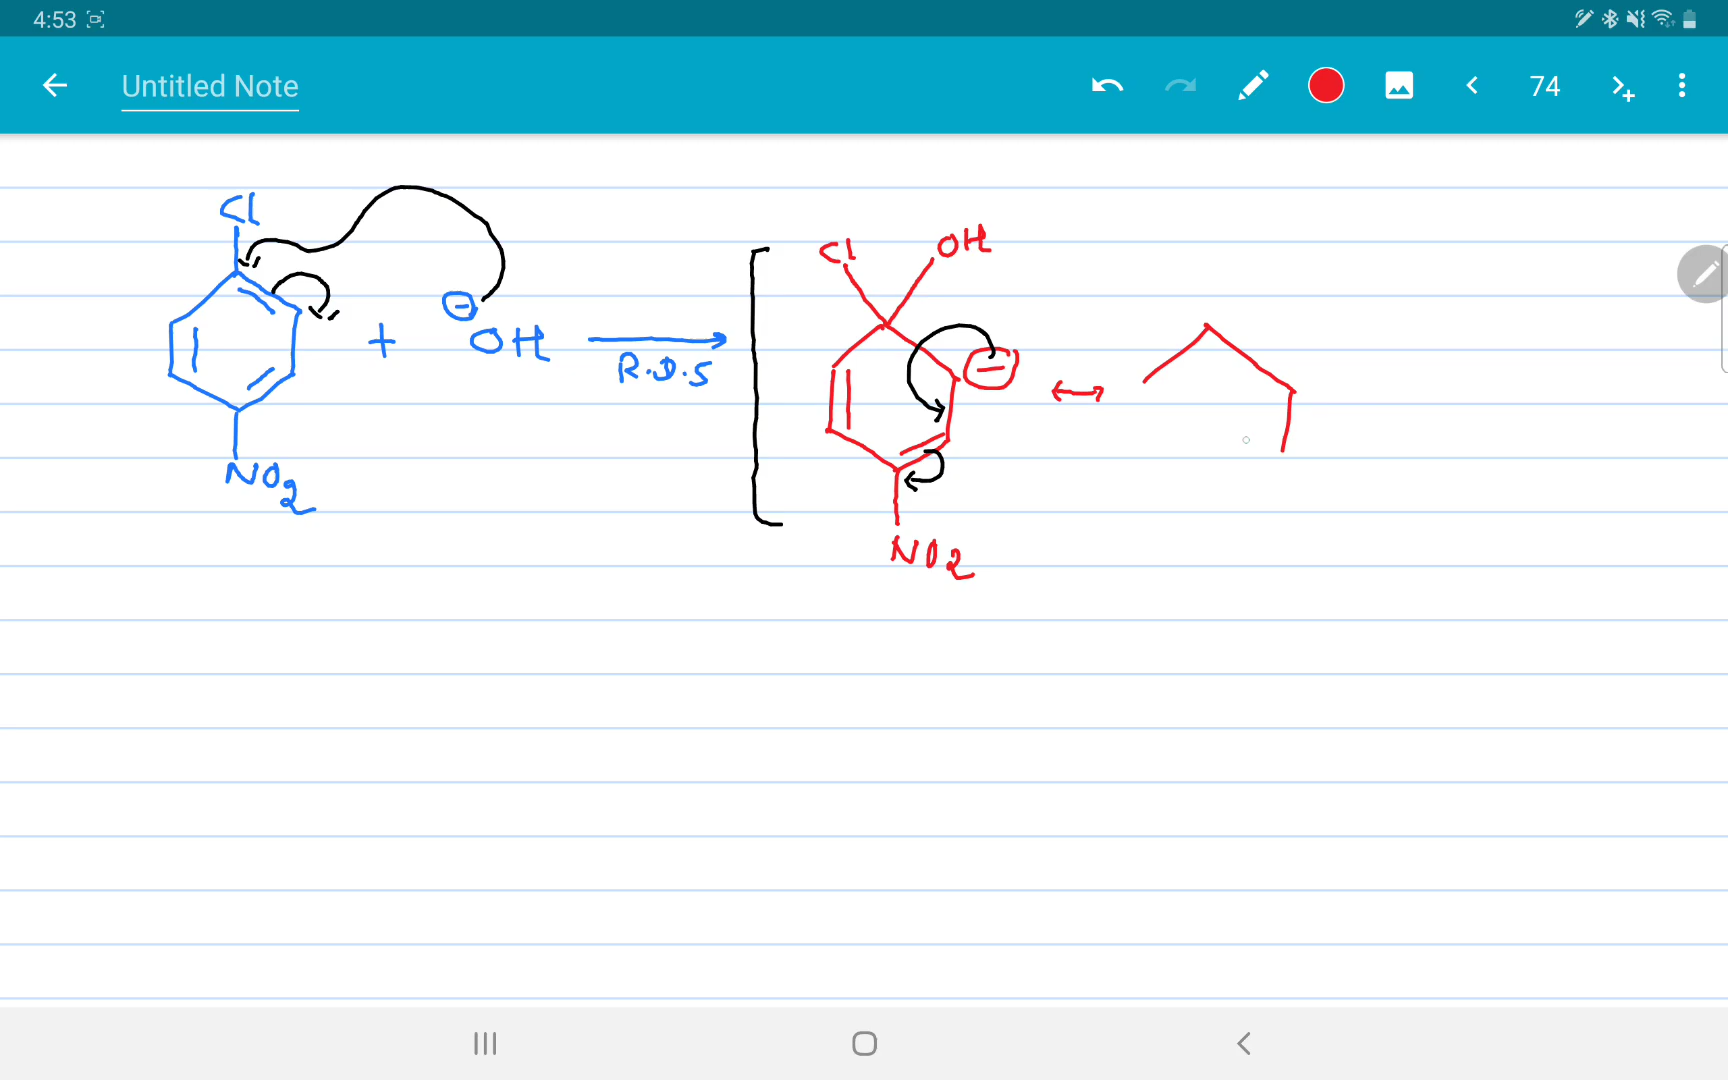 4:53
Untitled Note
74
Cl
NO2
+
⊖
OH
R.D.S
Cl
OH
⊖
NO2